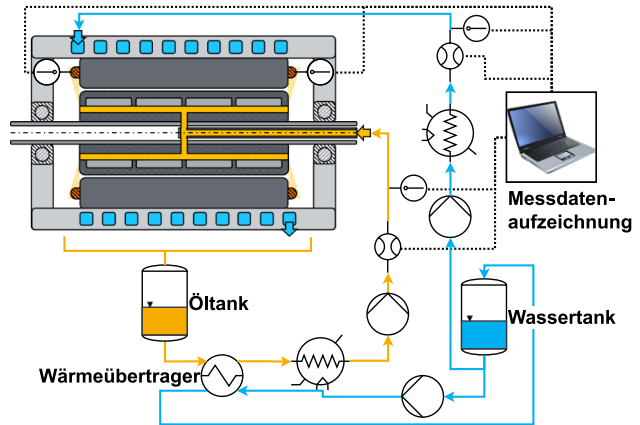 Messdaten-
aufzeichnung
Öltank
Wassertank
Wärmeübertrager